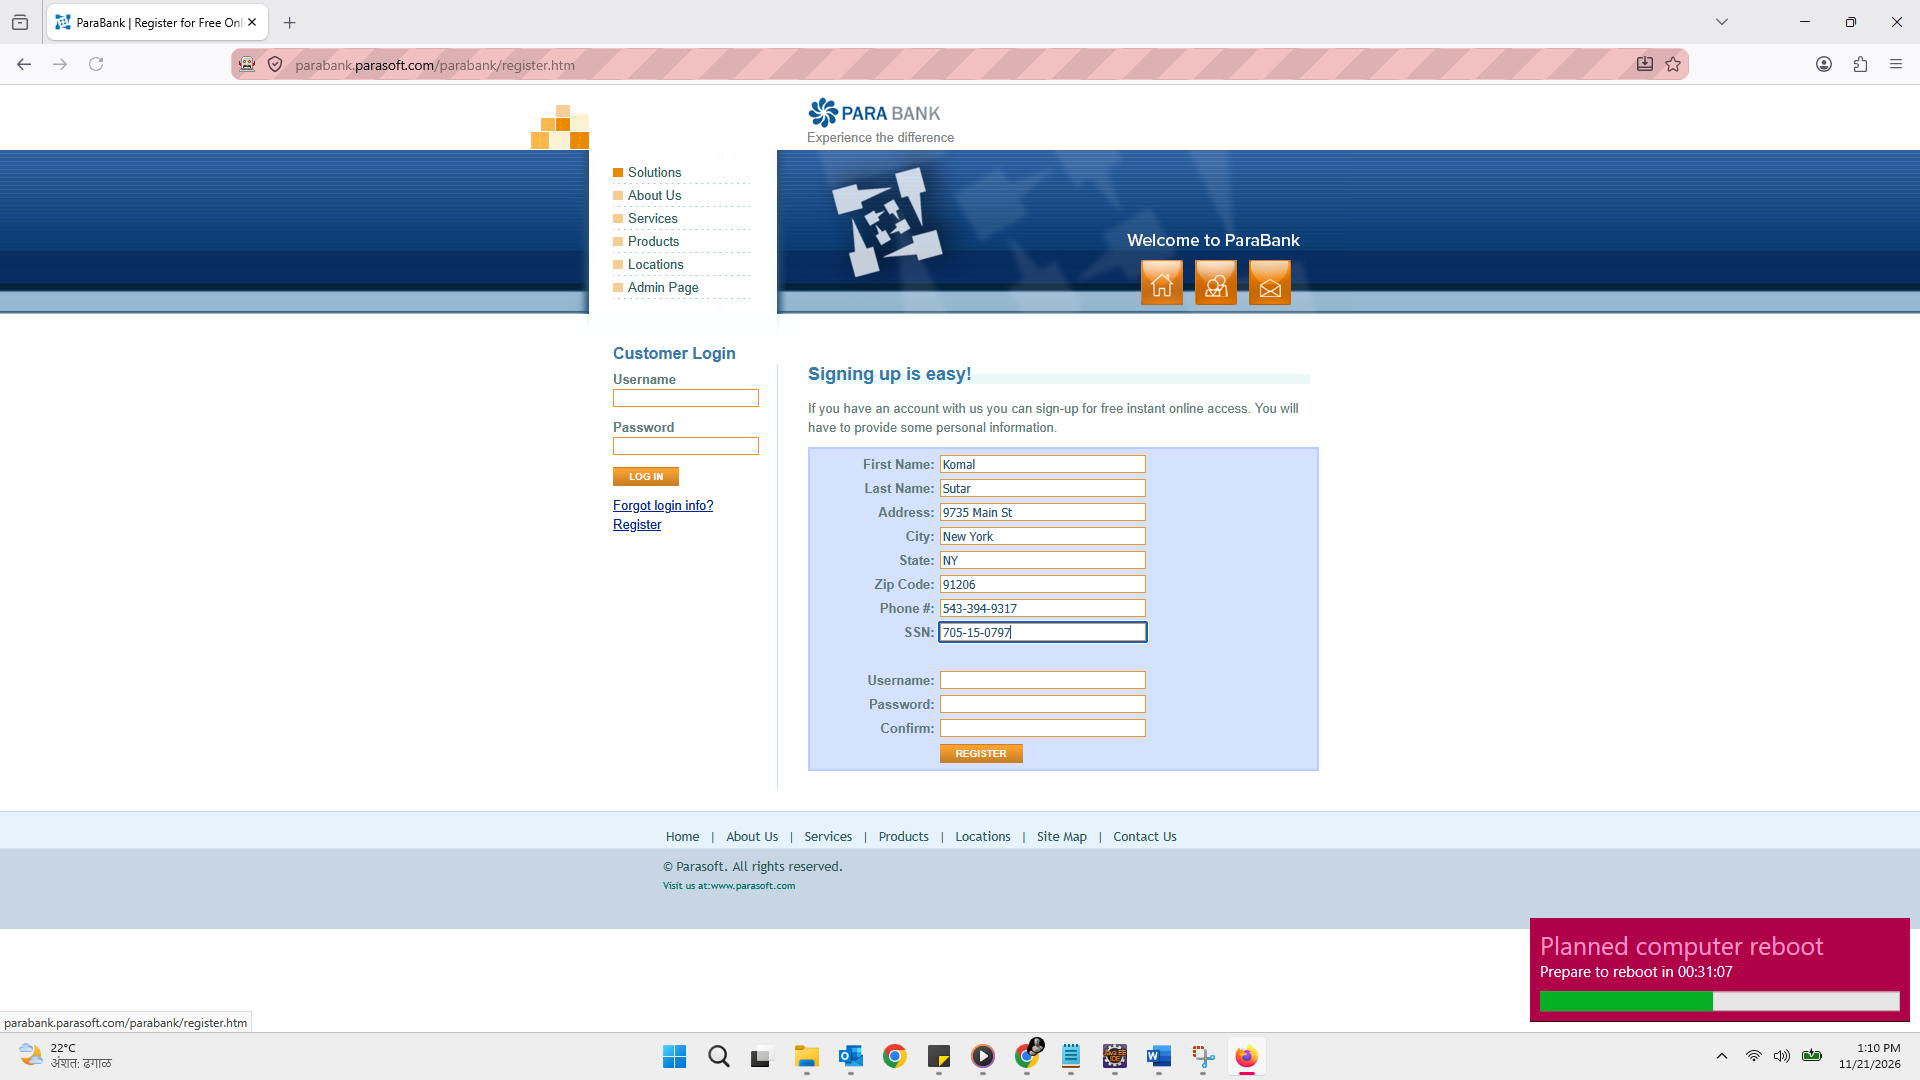 ParaBank | Register for Free Onl
parabank.parasoft.com/parabank/register.htm
PARA BANK
Experience the difference
Solutions
About Us
Services
Products
Locations
Admin Page
Welcome to ParaBank
Customer Login
Username
Password
LOG IN
Forgot login info?
Register
Signing up is easy!
If you have an account with us you can sign-up for free instant online access. You will
have to provide some personal information.
First Name: Komal
Last Name: Sutar
Address: 9735 Main St
City: New York
State: NY
Zip Code: 91206
Phone #: 543-394-9317
SSN: 705-15-0797
Username:
Password:
Confirm:
REGISTER
Home | About Us | Services | Products | Locations | Site Map | Contact Us
© Parasoft. All rights reserved.
Visit us at:www.parasoft.com
Planned computer reboot
Prepare to reboot in 00:31:07
parabank.parasoft.com/parabank/register.htm
22°C
अंशत: ढगाळ
1:10 PM
11/21/2026